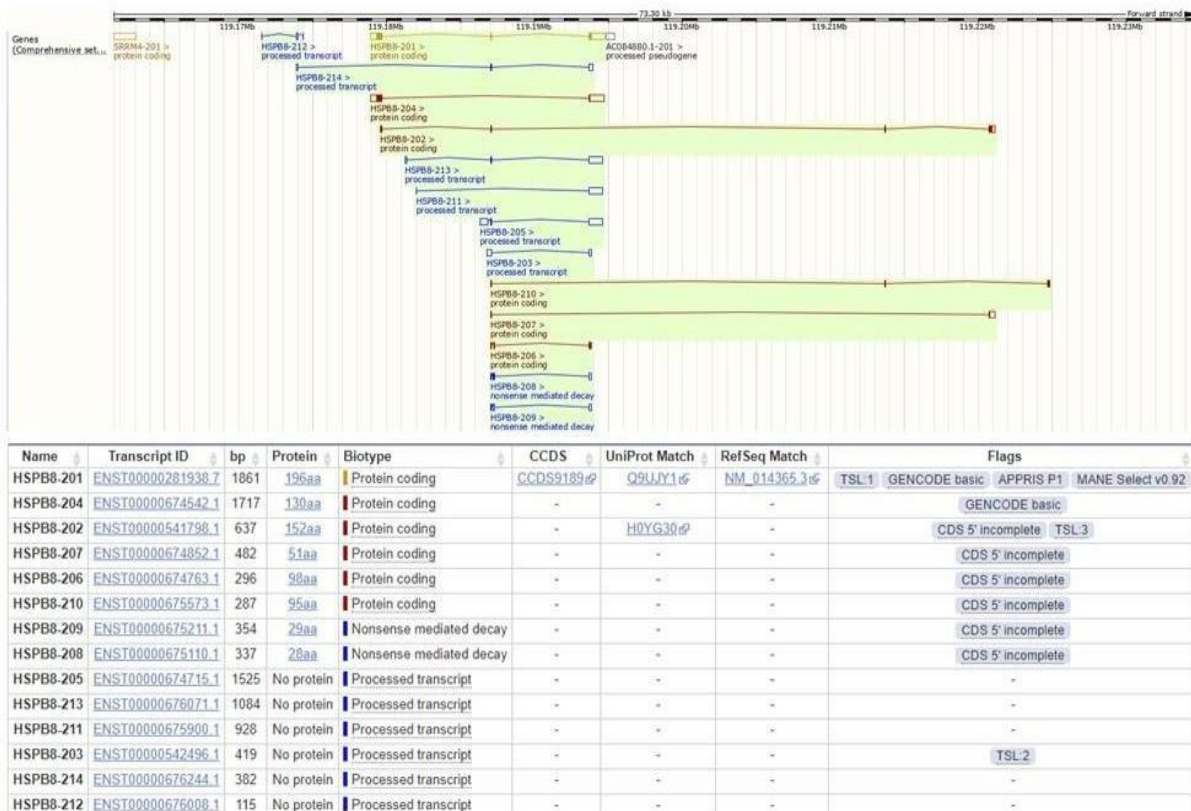 73.30 kb Forward strand
119.17Mb 119.18Mb 119.19Mb 119.20Mb 119.21Mb 119.22Mb 119.23Mb
Genes
(Comprehensive set...
SRRM4-201 >
protein coding
HSPB8-212 >
processed transcript
HSPB8-201 >
protein coding
AC084880.1-201 >
processed pseudogene
HSPB8-214 >
processed transcript
HSPB8-204 >
protein coding
HSPB8-202 >
protein coding
HSPB8-213 >
processed transcript
HSPB8-211 >
processed transcript
HSPB8-205 >
processed transcript
HSPB8-203 >
processed transcript
HSPB8-210 >
protein coding
HSPB8-207 >
protein coding
HSPB8-206 >
protein coding
HSPB8-208 >
nonsense mediated decay
HSPB8-209 >
nonsense mediated decay
Name Transcript ID bp Protein Biotype CCDS UniProt Match RefSeq Match Flags
HSPB8-201 ENST00000281938.7 1861 196aa Protein coding CCDS9189 Q9UJY1 NM_014365.3 TSL:1 GENCODE basic APPRIS P1 MANE Select v0.92
HSPB8-204 ENST00000674542.1 1717 130aa Protein coding - - - GENCODE basic
HSPB8-202 ENST00000541798.1 637 152aa Protein coding - H0YG30 - CDS 5' incomplete TSL:3
HSPB8-207 ENST00000674852.1 482 51aa Protein coding - - - CDS 5' incomplete
HSPB8-206 ENST00000674763.1 296 98aa Protein coding - - - CDS 5' incomplete
HSPB8-210 ENST00000675573.1 287 95aa Protein coding - - - CDS 5' incomplete
HSPB8-209 ENST00000675211.1 354 29aa Nonsense mediated decay - - - CDS 5' incomplete
HSPB8-208 ENST00000675110.1 337 28aa Nonsense mediated decay - - - CDS 5' incomplete
HSPB8-205 ENST00000674715.1 1525 No protein Processed transcript - - - -
HSPB8-213 ENST00000676071.1 1084 No protein Processed transcript - - - -
HSPB8-211 ENST00000675900.1 928 No protein Processed transcript - - - -
HSPB8-203 ENST00000542496.1 419 No protein Processed transcript - - - TSL:2
HSPB8-214 ENST00000676244.1 382 No protein Processed transcript - - - -
HSPB8-212 ENST00000676008.1 115 No protein Processed transcript - - - -